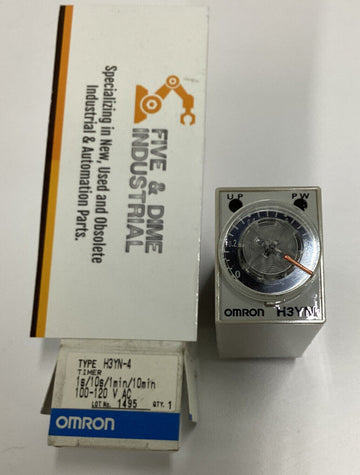 FIVE & DIME
INDUSTRIAL
Specializing in New, Used and Obsolete
Industrial & Automation Parts.
UP PW
OMRON H3YN
TYPE H3YN-4
TIMER
1s/10s/1min/10min
100-120 V AC
LOT No. 1495 QTY. 1
OMRON